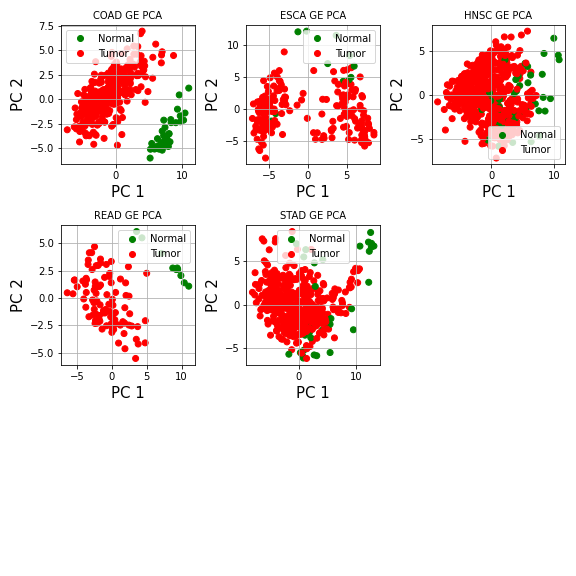 COAD GE PCA
ESCA GE PCA
HNSC GE PCA
7.5
5.0
2.5
0.0
−2.5
−5.0
PC 2
0
10
PC 1
Normal
Tumor
10
5
0
−5
PC 2
−5
0
5
PC 1
Normal
Tumor
5
0
−5
PC 2
0
10
PC 1
Normal
Tumor
READ GE PCA
STAD GE PCA
5.0
2.5
0.0
−2.5
−5.0
PC 2
−5
0
5
10
PC 1
Normal
Tumor
5
0
−5
PC 2
0
10
PC 1
Normal
Tumor